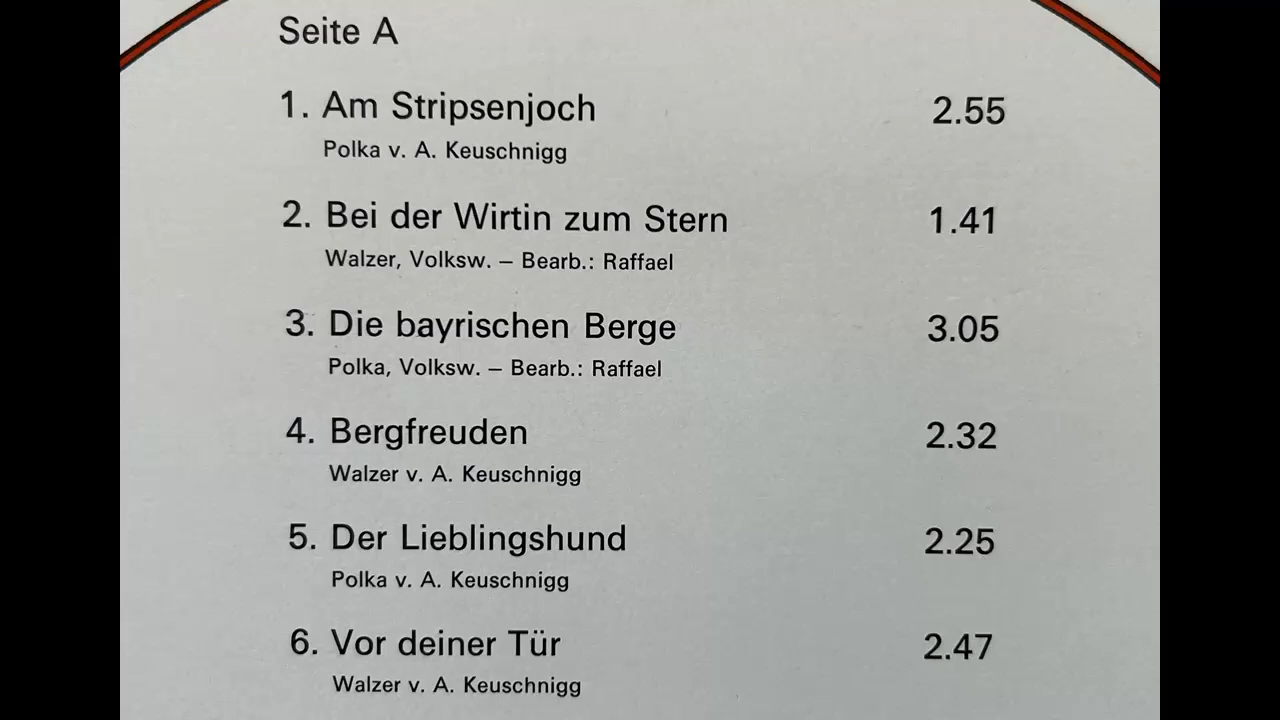 Seite A
1. Am Stripsenjoch 2.55
Polka v. A. Keuschnigg
2. Bei der Wirtin zum Stern 1.41
Walzer, Volksw. – Bearb.: Raffael
3. Die bayrischen Berge 3.05
Polka, Volksw. – Bearb.: Raffael
4. Bergfreuden 2.32
Walzer v. A. Keuschnigg
5. Der Lieblingshund 2.25
Polka v. A. Keuschnigg
6. Vor deiner Tür 2.47
Walzer v. A. Keuschnigg